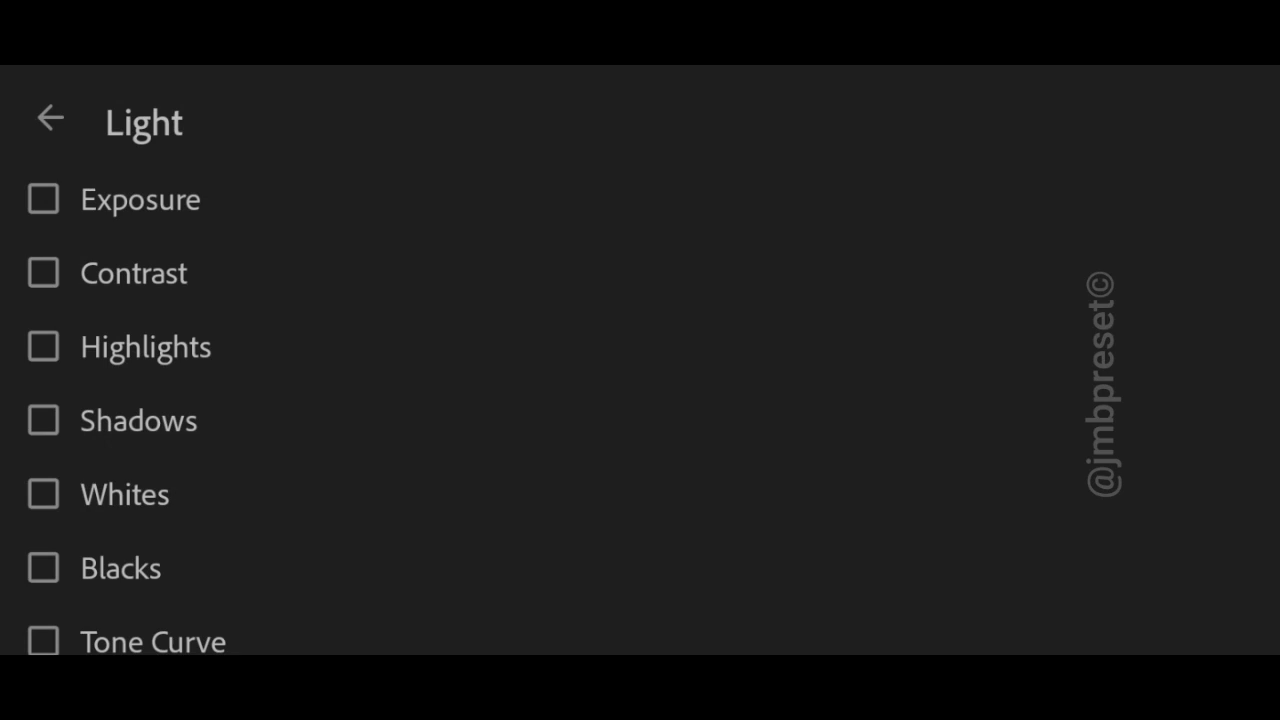 Light
Exposure
Contrast
Highlights
Shadows
Whites
Blacks
Tone Curve
@jmbpreset©